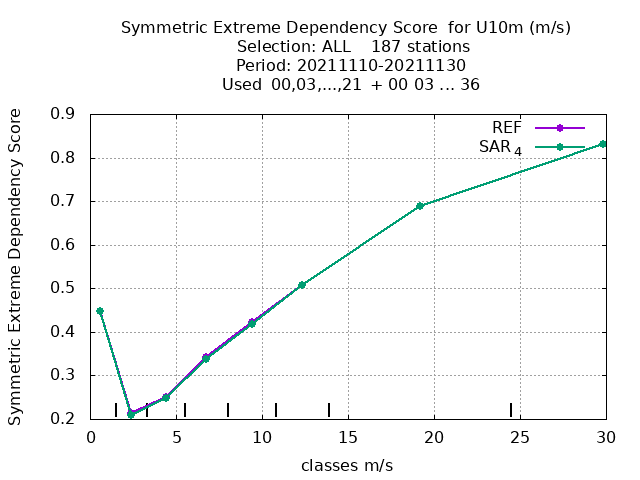 Symmetric Extreme Dependency Score  for U10m (m/s)
Selection: ALL    187 stations
Period: 20211110-20211130
Used  00,03,...,21  + 00 03 ... 36
Symmetric Extreme Dependency Score
0.9
0.8
0.7
0.6
0.5
0.4
0.3
0.2
REF
SAR4
0 5 10 15 20 25 30
classes m/s